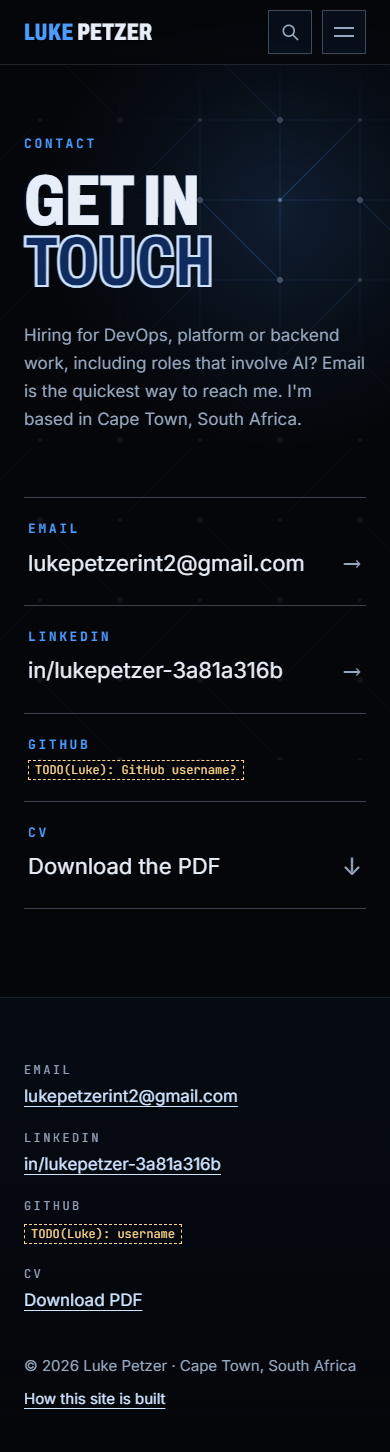 LUKE PETZER
CONTACT
GET IN
TOUCH
Hiring for DevOps, platform or backend
work, including roles that involve AI? Email
is the quickest way to reach me. I'm
based in Cape Town, South Africa.
EMAIL
lukepetzerint2@gmail.com →
LINKEDIN
in/lukepetzer-3a81a316b →
GITHUB
TODO(Luke): GitHub username?
CV
Download the PDF ↓
EMAIL
lukepetzerint2@gmail.com
LINKEDIN
in/lukepetzer-3a81a316b
GITHUB
TODO(Luke): username
CV
Download PDF
© 2026 Luke Petzer · Cape Town, South Africa
How this site is built